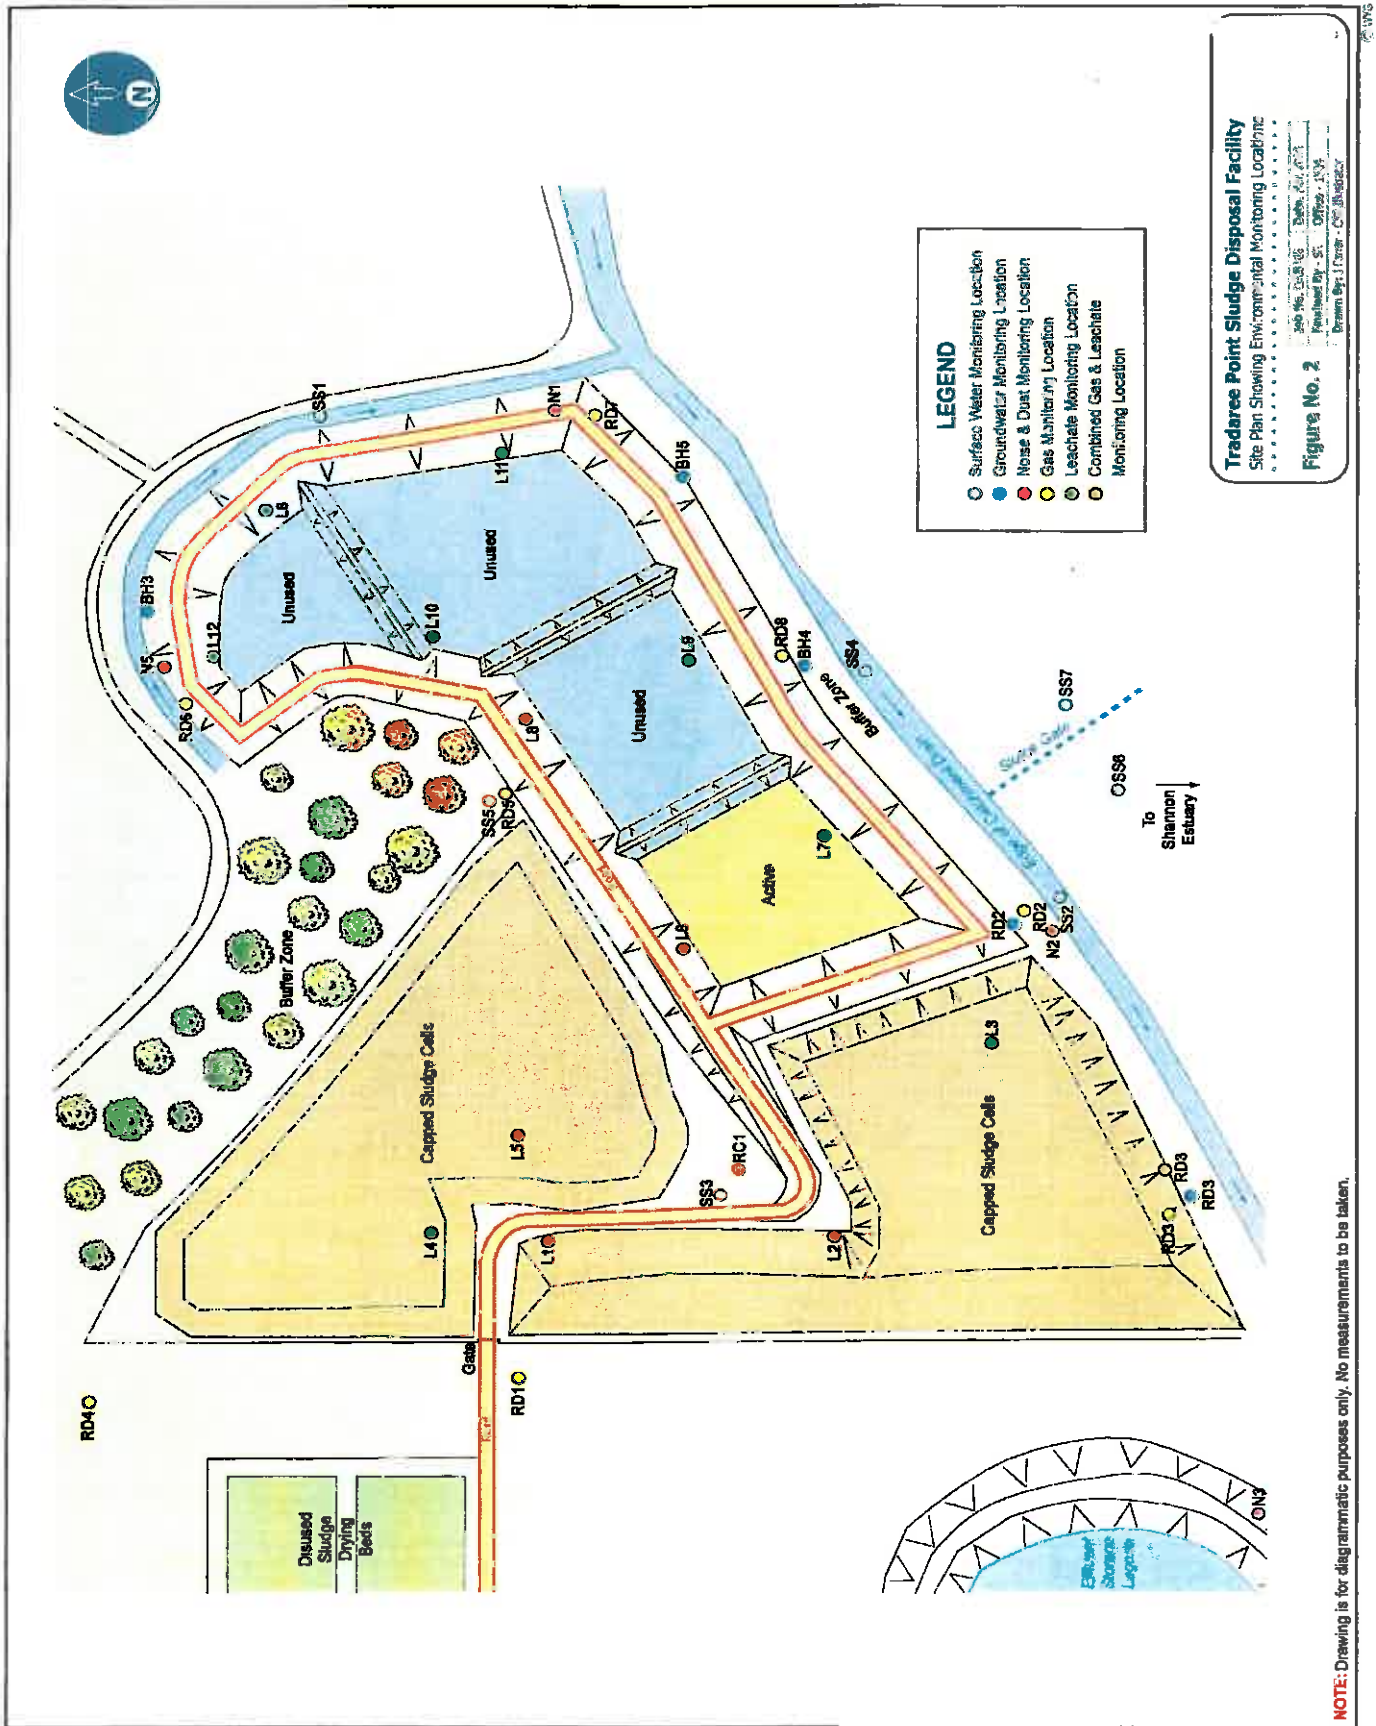 N
RD4
RD1
Gate
Disused
Sludge
Drying
Beds
Buffer Zone
Capped Sludge Cells
L4
L5
L1
L2
SS3
RC1
SS5
RD5
RD6
N5
BH3
L12
L6
SS1
Unused
Unused
Unused
L10
L11
N1
RD7
BH5
L9
L8
L8
L7
Active
RD8
BH4
SS4
Buffer Zone
SS7
SS6
To
Shannon
Estuary
RD2
RD2
N2
SS2
L3
Capped Sludge Cells
RD3
RD3
RD3
Effluent
Storage
Lagoon
N3
LEGEND
Surface Water Monitoring Location
Groundwater Monitoring Location
Noise & Dust Monitoring Location
Gas Monitoring Location
Leachate Monitoring Location
Combined Gas & Leachate
Monitoring Location
Tradaree Point Sludge Disposal Facility
Site Plan Showing Environmental Monitoring Locations
Figure No. 2
NOTE: Drawing is for diagrammatic purposes only. No measurements to be taken.